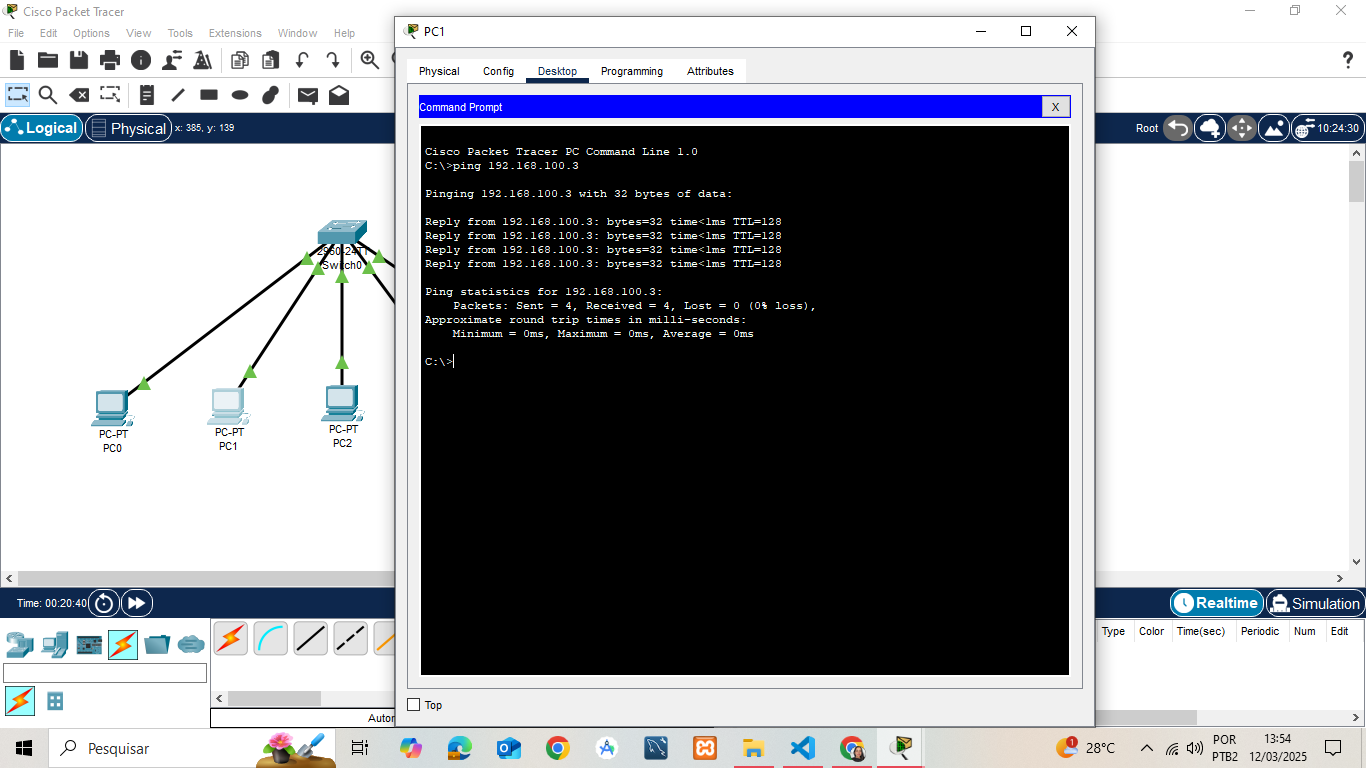 Cisco Packet Tracer
File Edit Options View Tools Extensions Window Help
Logical Physical x: 385, y: 139
Root 10:24:30
Switch0
PC-PT
PC0
PC-PT
PC1
PC-PT
PC2
PC1
Physical Config Desktop Programming Attributes
Command Prompt X
Cisco Packet Tracer PC Command Line 1.0
C:\>ping 192.168.100.3
Pinging 192.168.100.3 with 32 bytes of data:
Reply from 192.168.100.3: bytes=32 time<1ms TTL=128
Reply from 192.168.100.3: bytes=32 time<1ms TTL=128
Reply from 192.168.100.3: bytes=32 time<1ms TTL=128
Reply from 192.168.100.3: bytes=32 time<1ms TTL=128
Ping statistics for 192.168.100.3:
Packets: Sent = 4, Received = 4, Lost = 0 (0% loss),
Approximate round trip times in milli-seconds:
Minimum = 0ms, Maximum = 0ms, Average = 0ms
C:\>
Top
Time: 00:20:40
Realtime Simulation
Type Color Time(sec) Periodic Num Edit
Autor
Pesquisar
1
28°C
POR
PTB2
13:54
12/03/2025